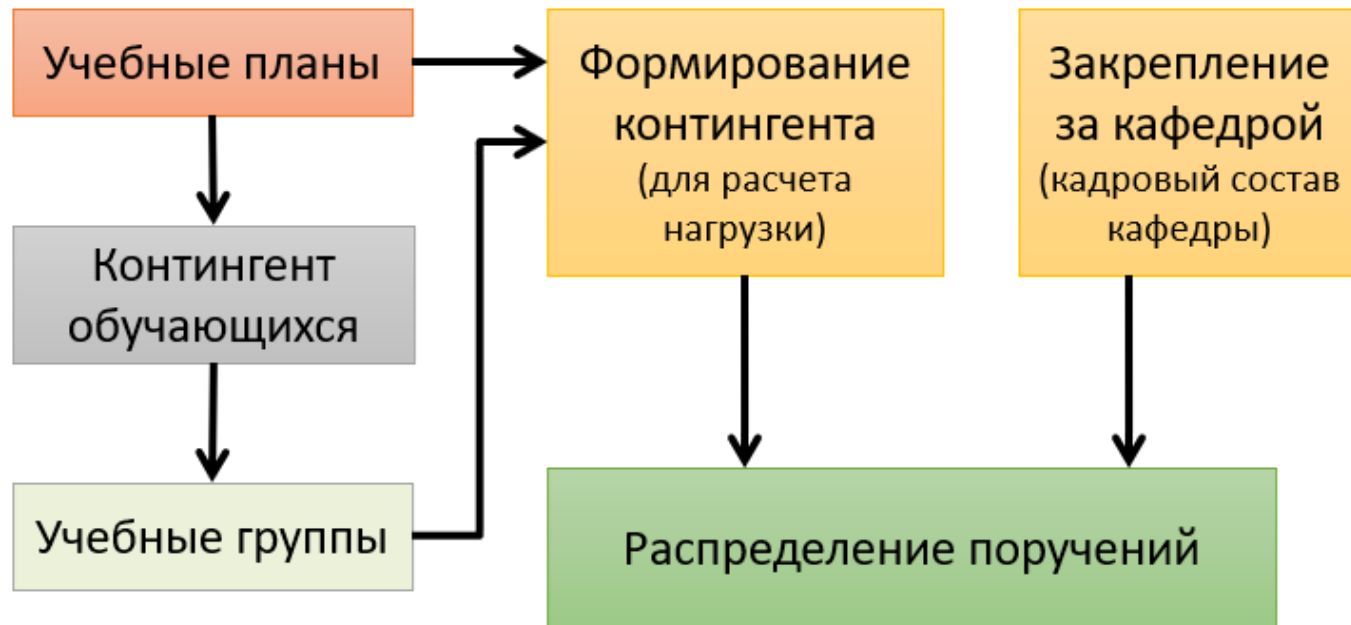 Учебные планы
Контингент
обучающихся
Учебные группы
Формирование
контингента
(для расчета
нагрузки)
Закрепление
за кафедрой
(кадровый состав
кафедры)
Распределение поручений